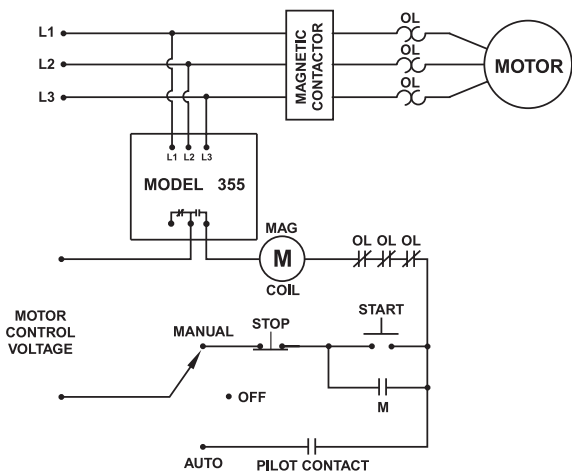 L1
L2
L3
MAGNETIC
CONTACTOR
OL
OL
OL
MOTOR
L1 L2 L3
MODEL 355
MAG
M
COIL
OL OL OL
MOTOR
CONTROL
VOLTAGE
MANUAL
STOP
START
M
OFF
AUTO
PILOT CONTACT